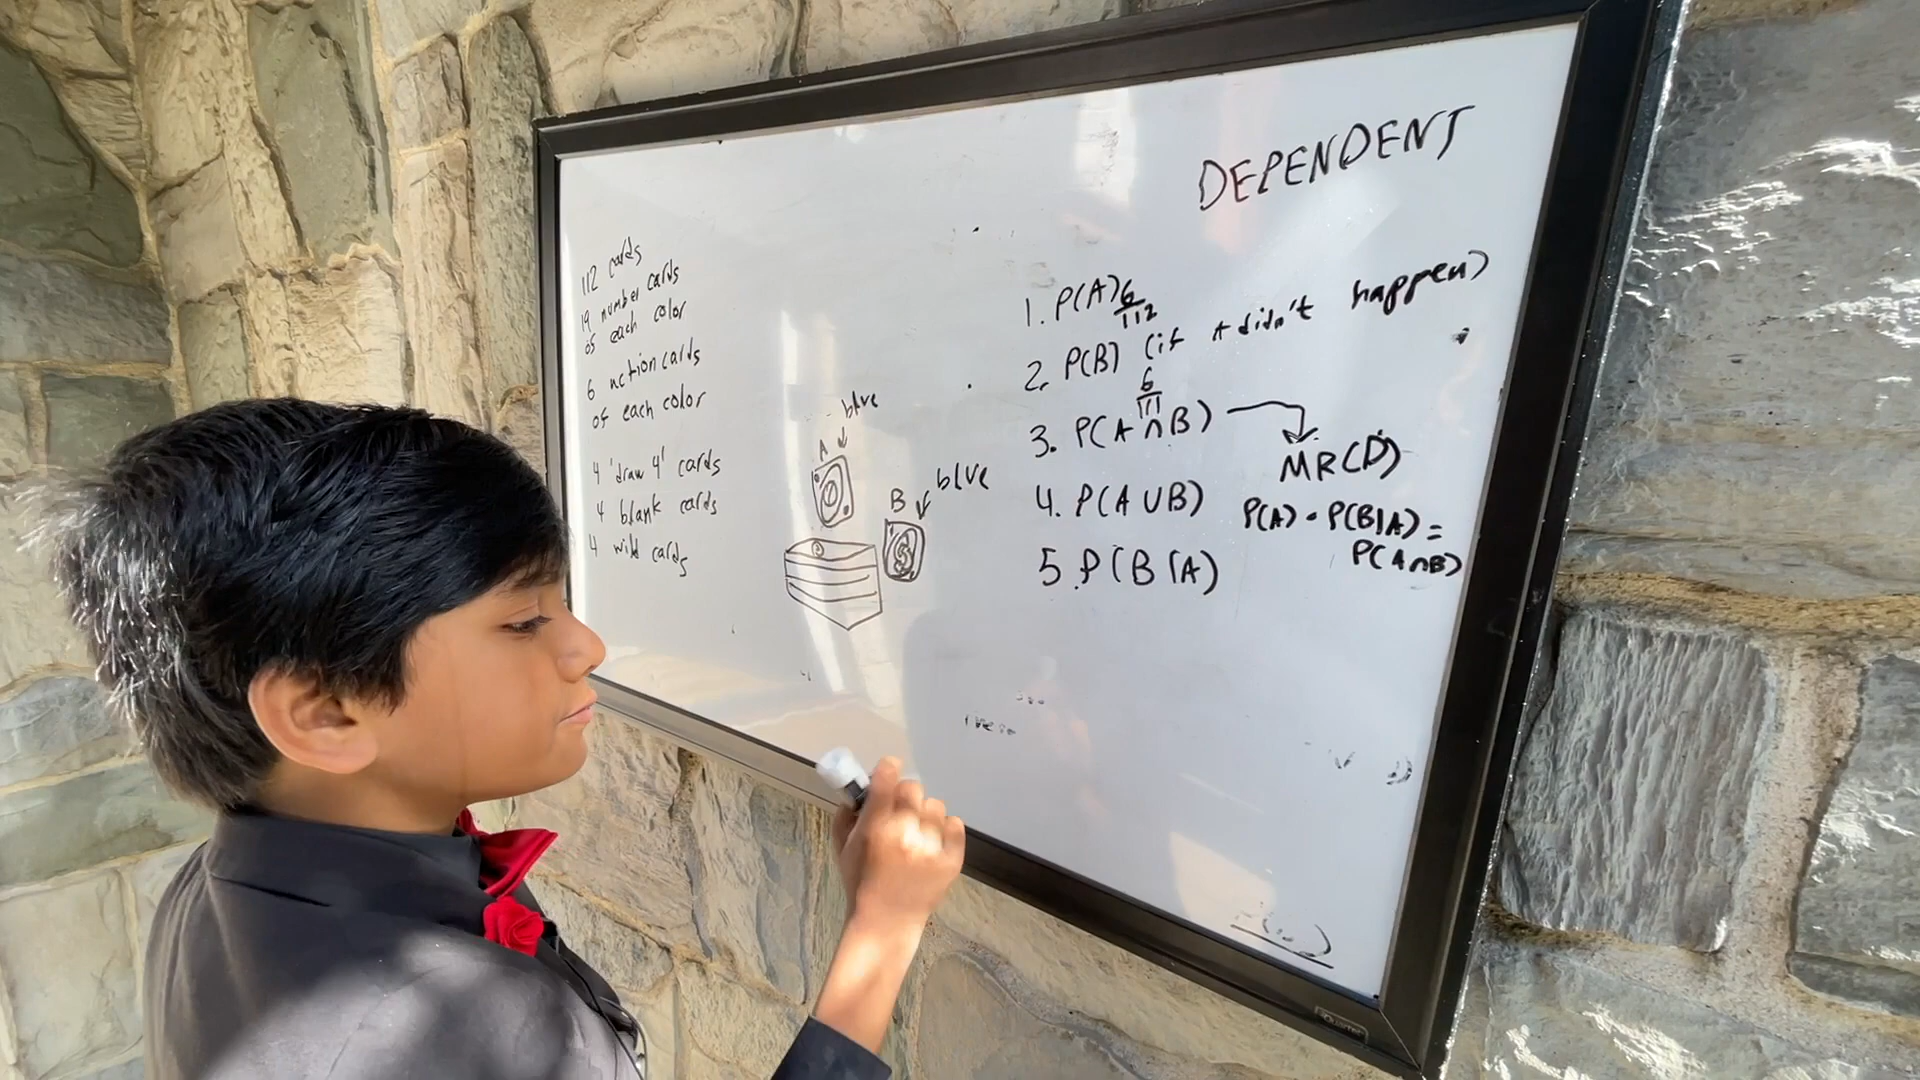 DEPENDENT
112 cards
19 number cards
of each color
6 action cards
of each color
4 'draw 4' cards
4 blank cards
4 wild cards
A
blue
B
blue
1. P(A) 6/112
2. P(B) (if A didn't happen)
6/111
3. P(A∩B)
MR(D)
4. P(A∪B)
P(A) · P(B|A) =
P(A∩B)
5. P(B|A)
Quartet